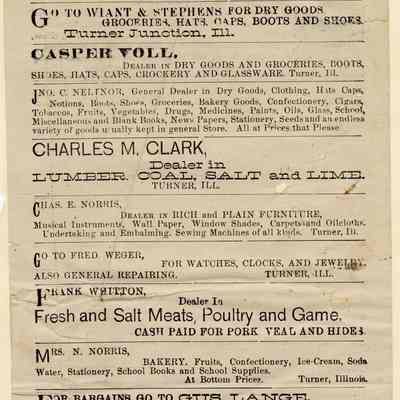 GO TO WIANT & STEPHENS FOR DRY GOODS
GROCERIES, HATS, CAPS, BOOTS AND SHOES.
Turner Junction, Ill.
CASPER VOLL,
DEALER IN DRY GOODS AND GROCERIES, BOOTS,
SHOES, HATS, CAPS, CROCKERY AND GLASSWARE. Turner, Ill.
JNO. C. NELTNOR, General Dealer in Dry Goods, Clothing, Hats Caps,
Notions, Boots, Shoes, Groceries, Bakery Goods, Confectionery, Cigars,
Tobaccos, Fruits, Vegetables, Drugs, Medicines, Paints, Oils, Glass, School,
Miscellaneous and Blank Books, News Papers, Stationery, Seeds and an endless
variety of goods usually kept in general Store. All at Prices that Please
CHARLES M. CLARK,
Dealer in
LUMBER, COAL, SALT and LIME.
TURNER, ILL.
CHAS. E. NORRIS,
DEALER IN RICH and PLAIN FURNITURE,
Musical Instruments, Wall Paper, Window Shades, Carpets and Oilcloths.
Undertaking and Embalming. Sewing Machines of all kinds. Turner, Ill.
GO TO FRED. WEGER,
FOR WATCHES, CLOCKS, AND JEWELRY.
ALSO GENERAL REPAIRING. TURNER, ILL.
FRANK WHITTON,
Dealer In
Fresh and Salt Meats, Poultry and Game.
CASH PAID FOR PORK VEAL AND HIDES.
MRS. N. NORRIS,
BAKERY. Fruits, Confectionery, Ice-Cream, Soda
Water, Stationery, School Books and School Supplies.
At Bottom Prices. Turner, Illinois.
FOR BARGAINS GO TO GUS LANGE,